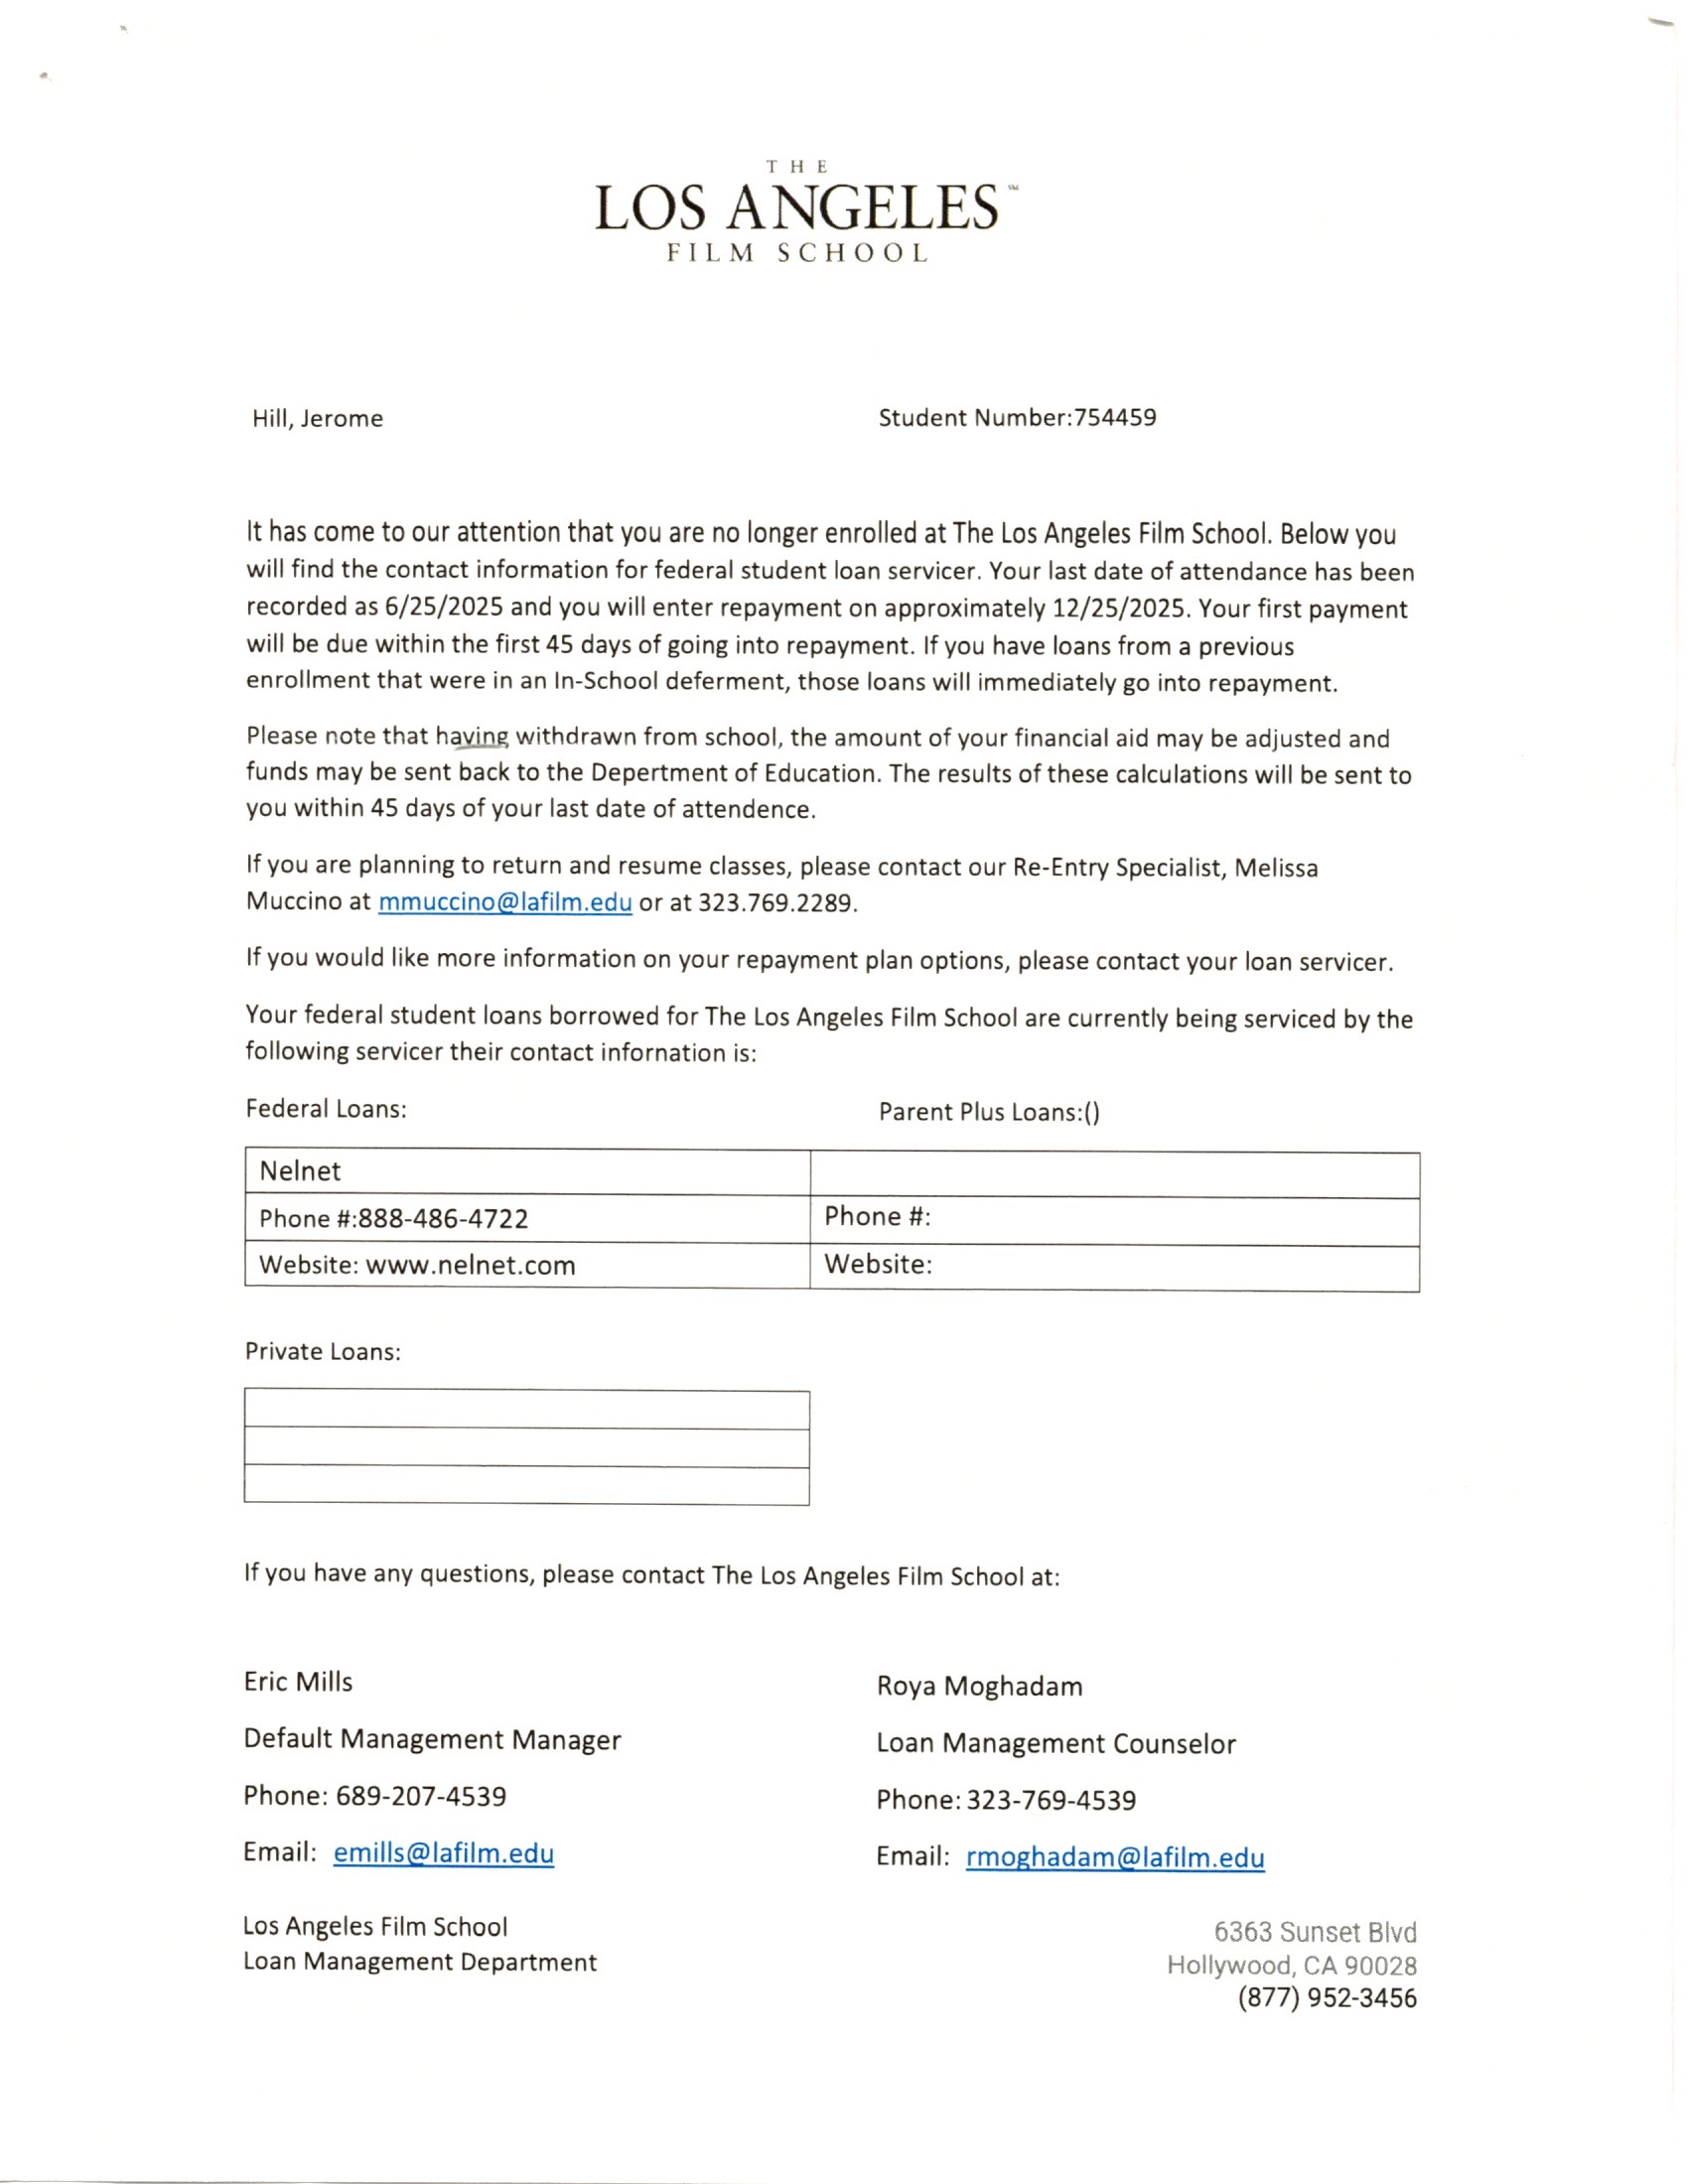 THE
LOS ANGELES℠
FILM SCHOOL
Hill, Jerome Student Number:754459
It has come to our attention that you are no longer enrolled at The Los Angeles Film School. Below you
will find the contact information for federal student loan servicer. Your last date of attendance has been
recorded as 6/25/2025 and you will enter repayment on approximately 12/25/2025. Your first payment
will be due within the first 45 days of going into repayment. If you have loans from a previous
enrollment that were in an In-School deferment, those loans will immediately go into repayment.
Please note that having withdrawn from school, the amount of your financial aid may be adjusted and
funds may be sent back to the Depertment of Education. The results of these calculations will be sent to
you within 45 days of your last date of attendence.
If you are planning to return and resume classes, please contact our Re-Entry Specialist, Melissa
Muccino at mmuccino@lafilm.edu or at 323.769.2289.
If you would like more information on your repayment plan options, please contact your loan servicer.
Your federal student loans borrowed for The Los Angeles Film School are currently being serviced by the
following servicer their contact infornation is:
Federal Loans: Parent Plus Loans:()
Nelnet
Phone #:888-486-4722 Phone #:
Website: www.nelnet.com Website:
Private Loans:
If you have any questions, please contact The Los Angeles Film School at:
Eric Mills Roya Moghadam
Default Management Manager Loan Management Counselor
Phone: 689-207-4539 Phone: 323-769-4539
Email: emills@lafilm.edu Email: rmoghadam@lafilm.edu
Los Angeles Film School 6363 Sunset Blvd
Loan Management Department Hollywood, CA 90028
(877) 952-3456